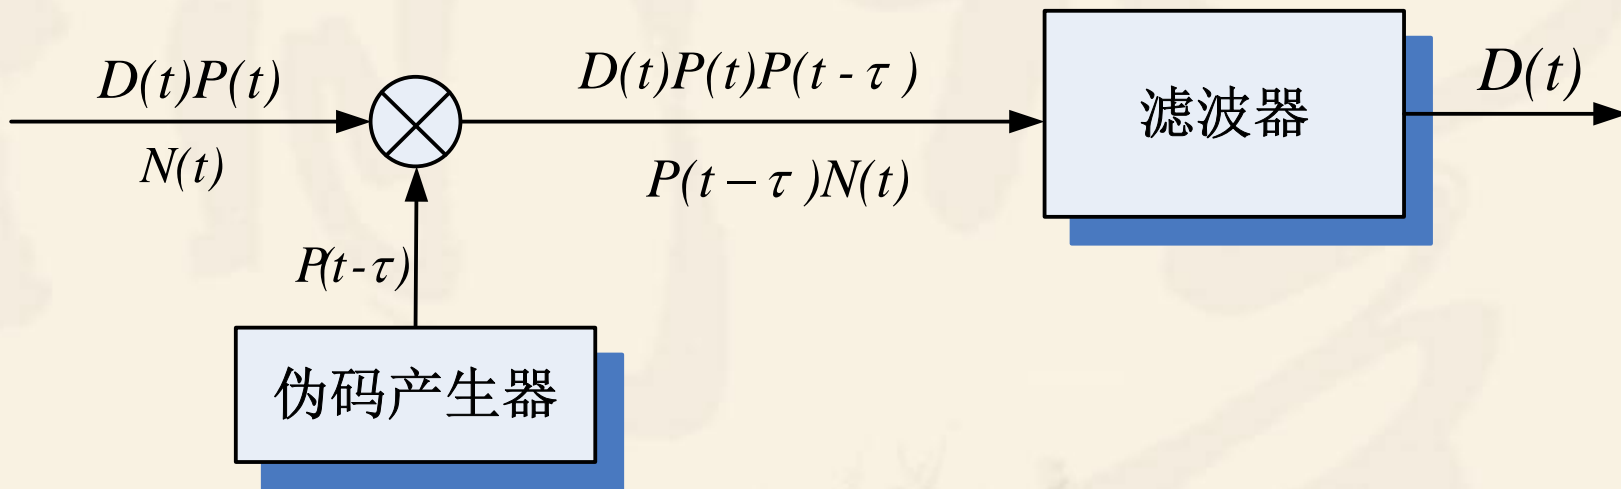 D(t)P(t)
N(t)
D(t)P(t)P(t - τ )
P(t – τ )N(t)
滤波器
D(t)
P(t-τ)
伪码产生器